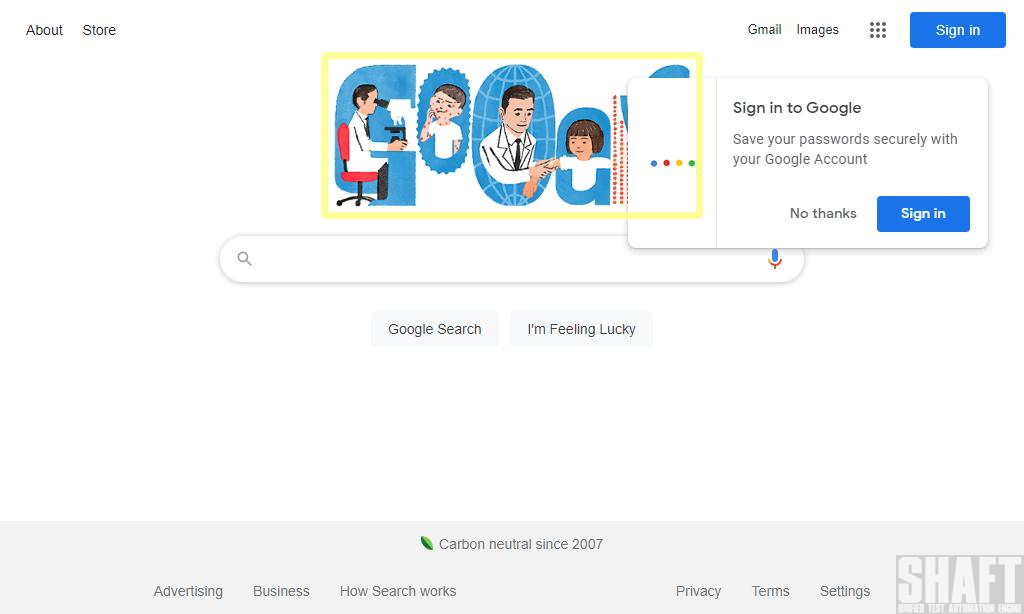 About
Store
Gmail
Images
Sign in
Sign in to Google
Save your passwords securely with
your Google Account
No thanks
Sign in
Google Search
I'm Feeling Lucky
Carbon neutral since 2007
Advertising
Business
How Search works
Privacy
Terms
Settings
SHAFT
UNIFIED TEST AUTOMATION ENGINE